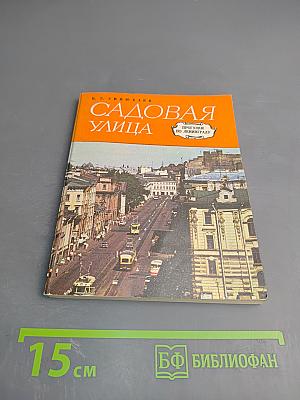 САДОВАЯ
УЛИЦА
ПРОГУЛКИ
ПО ЛЕНИНГРАДУ
15 см
БФ БИБЛИОФАН